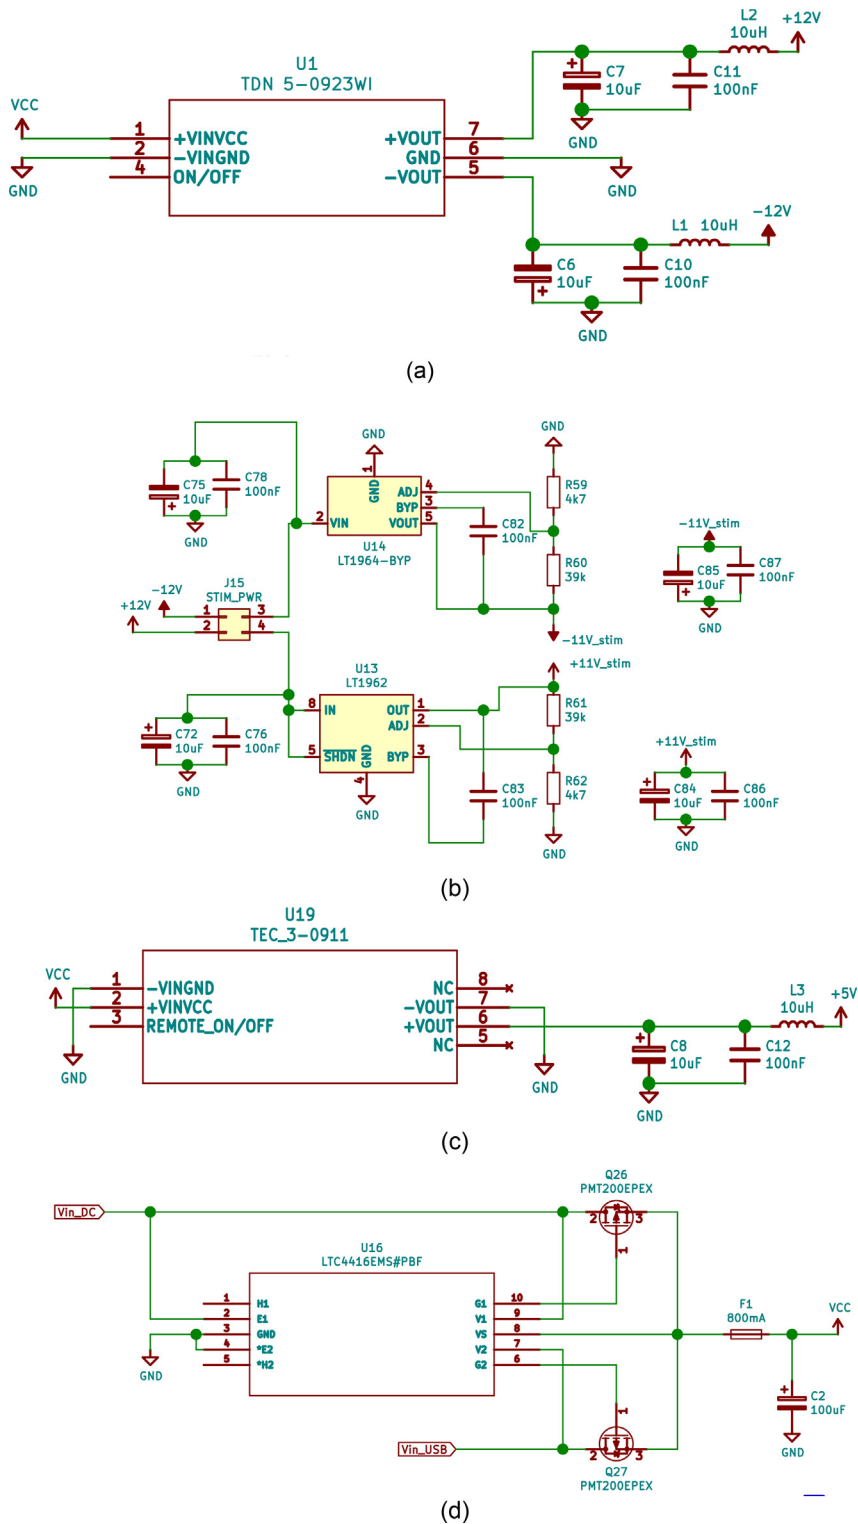 L2
10uH
+12V
U1
TDN 5-0923WI
C7
10uF
C11
100nF
VCC
1
2
4
+VINVCC
-VINGND
ON/OFF
+VOUT
GND
-VOUT
7
6
5
GND
GND
GND
L1 10uH
-12V
C6
10uF
C10
100nF
GND
(a)
GND
C75
10uF
C78
100nF
GND
1
GND
ADJ
BYP
VOUT
4
3
5
2
VIN
U14
LT1964-BYP
C82
100nF
R59
4k7
R60
39k
GND
-11V_stim
C85
10uF
C87
100nF
GND
-12V
+12V
J15
STIM_PWR
1
2
3
4
-11V_stim
+11V_stim
U13
LT1962
8
IN
5
SHDN
GND
4
OUT
ADJ
BYP
1
2
3
R61
39k
R62
4k7
C72
10uF
C76
100nF
GND
GND
C83
100nF
GND
+11V_stim
C84
10uF
C86
100nF
GND
(b)
U19
TEC_3-0911
VCC
1
2
3
-VINGND
+VINVCC
REMOTE_ON/OFF
NC
-VOUT
+VOUT
NC
8
7
6
5
GND
GND
L3
10uH
+5V
C8
10uF
C12
100nF
GND
(c)
Q26
PMT200EPEX
Vin_DC
2
3
1
U16
LTC4416EMS#PBF
1
2
3
4
5
H1
E1
GND
*E2
*H2
G1
V1
VS
V2
G2
10
9
8
7
6
GND
F1
800mA
VCC
C2
100uF
GND
Vin_USB
1
2
3
Q27
PMT200EPEX
(d)